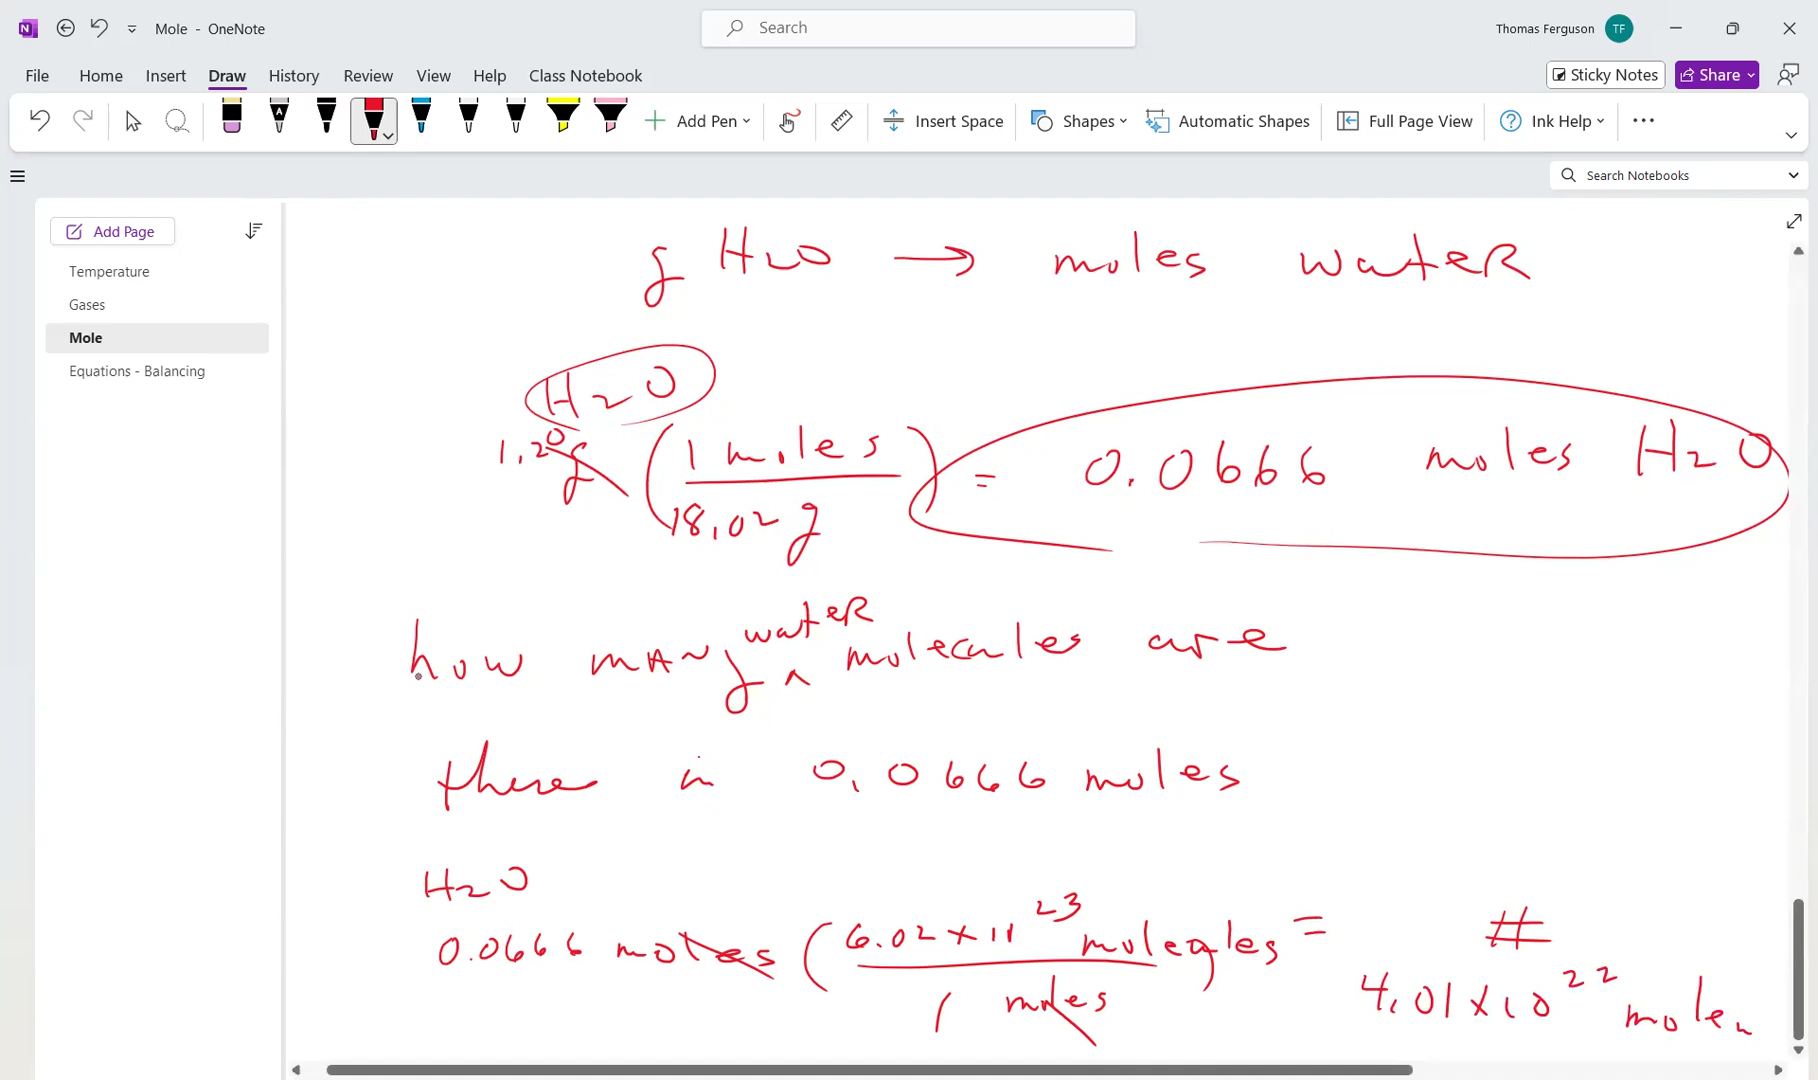 Mole - OneNote
Search
Thomas Ferguson TF
File Home Insert Draw History Review View Help Class Notebook
Sticky Notes Share
A Add Pen Insert Space Shapes Automatic Shapes Full Page View Ink Help
Search Notebooks
Add Page
Temperature
Gases
Mole
Equations - Balancing
g H2O → moles water
H2O
1.20g ( 1 moles / 18.02 g ) = 0.0666 moles H2O
how many ^ water molecules are
there in 0.0666 moles
H2O
0.0666 moles ( 6.02 x 10^23 molecules / 1 moles ) = #
4.01 x 10^22